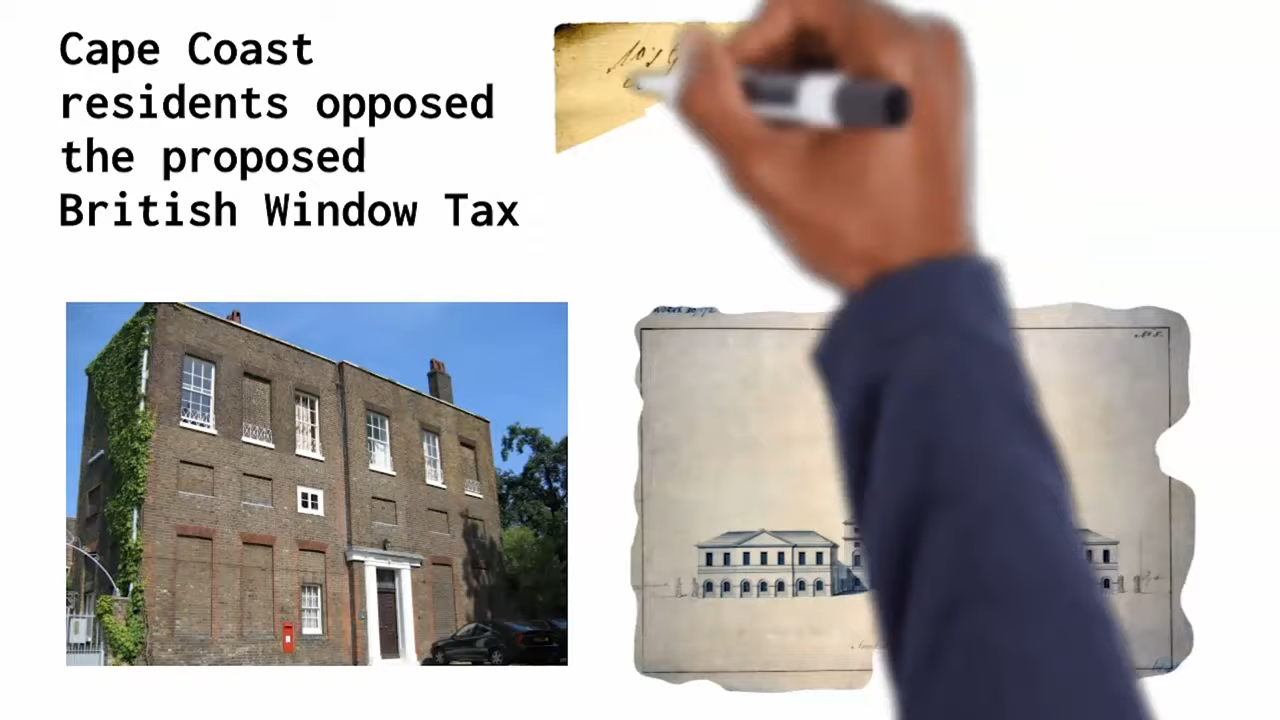 Cape Coast
residents opposed
the proposed
British Window Tax